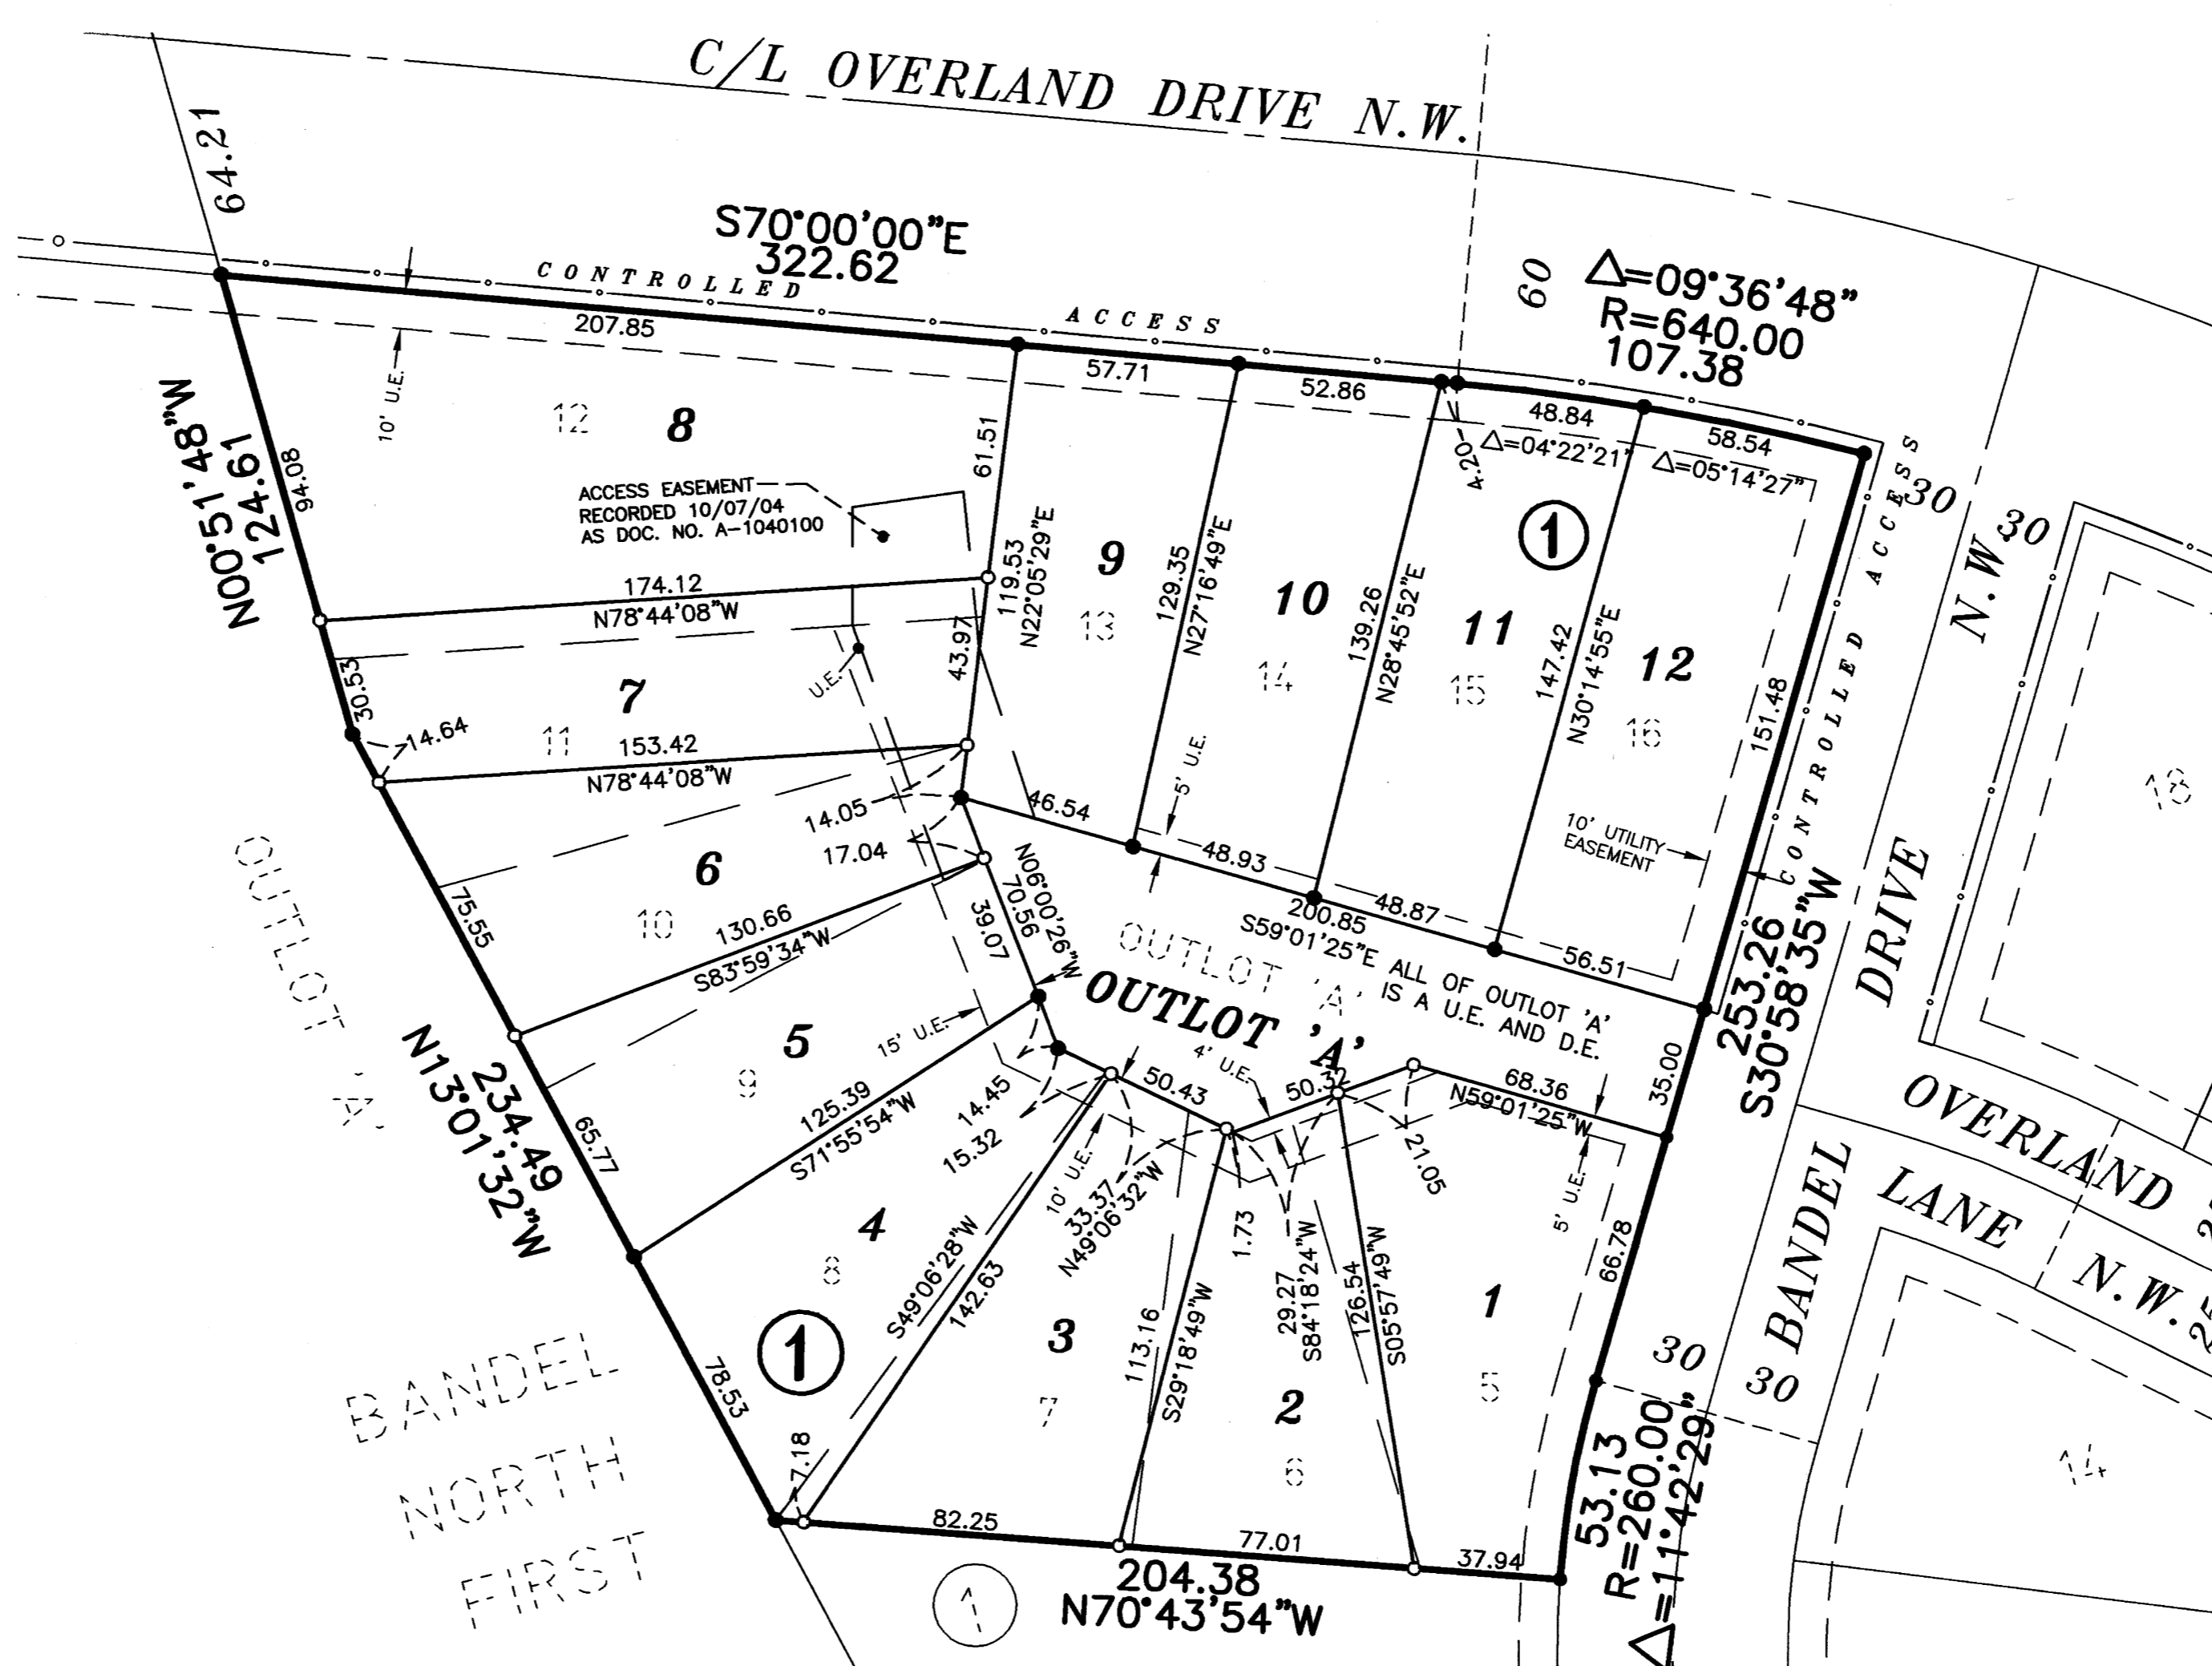 C/L OVERLAND DRIVE N.W.
64.21
S70°00'00"E
322.62
CONTROLLED ACCESS
60
Δ=09°36'48"
R=640.00
107.38
207.85
57.71
52.86
48.84
Δ=04°22'21"
58.54
Δ=05°14'27"
4.20
10' U.E.
12
8
61.51
N00°51'48"W
124.61
94.08
ACCESS EASEMENT
RECORDED 10/07/04
AS DOC. NO. A-1040100
119.53
N22°05'29"E
9
13
129.35
N27°16'49"E
10
14
139.26
N28°45'52"E
1
11
15
147.42
N30°14'55"E
12
16
151.48
CONTROLLED ACCESS
30
30
BANDEL DRIVE N.W.
18
174.12
N78°44'08"W
30.53
43.97
U.E.
7
11
14.64
153.42
N78°44'08"W
14.05
17.04
46.54
5' U.E.
48.93
48.87
56.51
10' UTILITY
EASEMENT
200.85
S59°01'25"E
OUTLOT 'A'
75.55
6
10
130.66
S83°59'34"W
39.07
N06°00'26"W
70.56
OUTLOT 'A'
OUTLOT 'A'
ALL OF OUTLOT 'A'
IS A U.E. AND D.E.
253.26
S30°58'35"W
35.00
N13°01'32"W
234.49
65.77
5
9
15' U.E.
125.39
S71°55'54"W
14.45
15.32
50.43
4' U.E.
50.32
68.36
N59°01'25"W
21.05
5' U.E.
66.78
OVERLAND
LANE N.W.
25
25
4
8
S49°06'28"W
142.63
10' U.E.
33.37
N49°06'32"W
1.73
29.27
S84°18'24"W
126.54
S05°57'49"W
1
5
1
78.53
7.18
3
7
113.16
S29°18'49"W
2
6
30
30
14
BANDEL
NORTH
FIRST
82.25
77.01
37.94
204.38
N70°43'54"W
1
53.13
R=260.00
Δ=11°42'29"